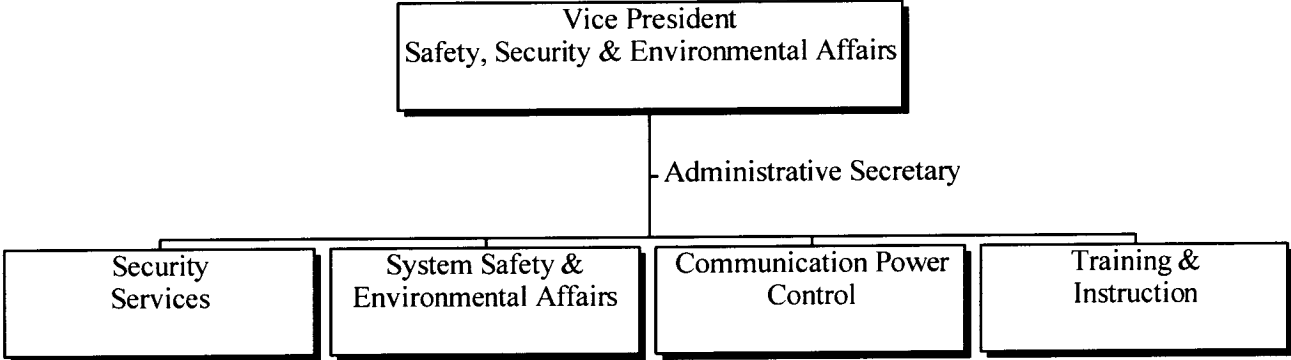 Vice President
Safety, Security & Environmental Affairs
Administrative Secretary
Security
Services
System Safety &
Environmental Affairs
Communication Power
Control
Training &
Instruction